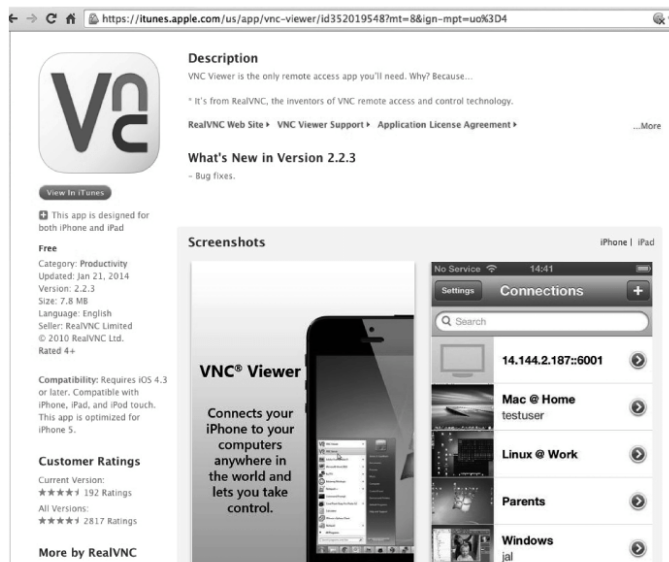 https://itunes.apple.com/us/app/vnc-viewer/id352019548?mt=8&ign-mpt=uo%3D4
Vnc
View In iTunes
This app is designed for
both iPhone and iPad
Free
Category: Productivity
Updated: Jan 21, 2014
Version: 2.2.3
Size: 7.8 MB
Language: English
Seller: RealVNC Limited
© 2010 RealVNC Ltd.
Rated 4+
Compatibility: Requires iOS 4.3
or later. Compatible with
iPhone, iPad, and iPod touch.
This app is optimized for
iPhone 5.
Customer Ratings
Current Version:
192 Ratings
All Versions:
2817 Ratings
More by RealVNC
Description
VNC Viewer is the only remote access app you'll need. Why? Because...
* It's from RealVNC, the inventors of VNC remote access and control technology.
RealVNC Web Site VNC Viewer Support Application License Agreement ...More
What's New in Version 2.2.3
– Bug fixes.
Screenshots iPhone | iPad
VNC® Viewer
Connects your
iPhone to your
computers
anywhere in
the world and
lets you take
control.
No Service 14:41
Settings Connections +
Search
14.144.2.187::6001
Mac @ Home
testuser
Linux @ Work
Parents
Windows
jal